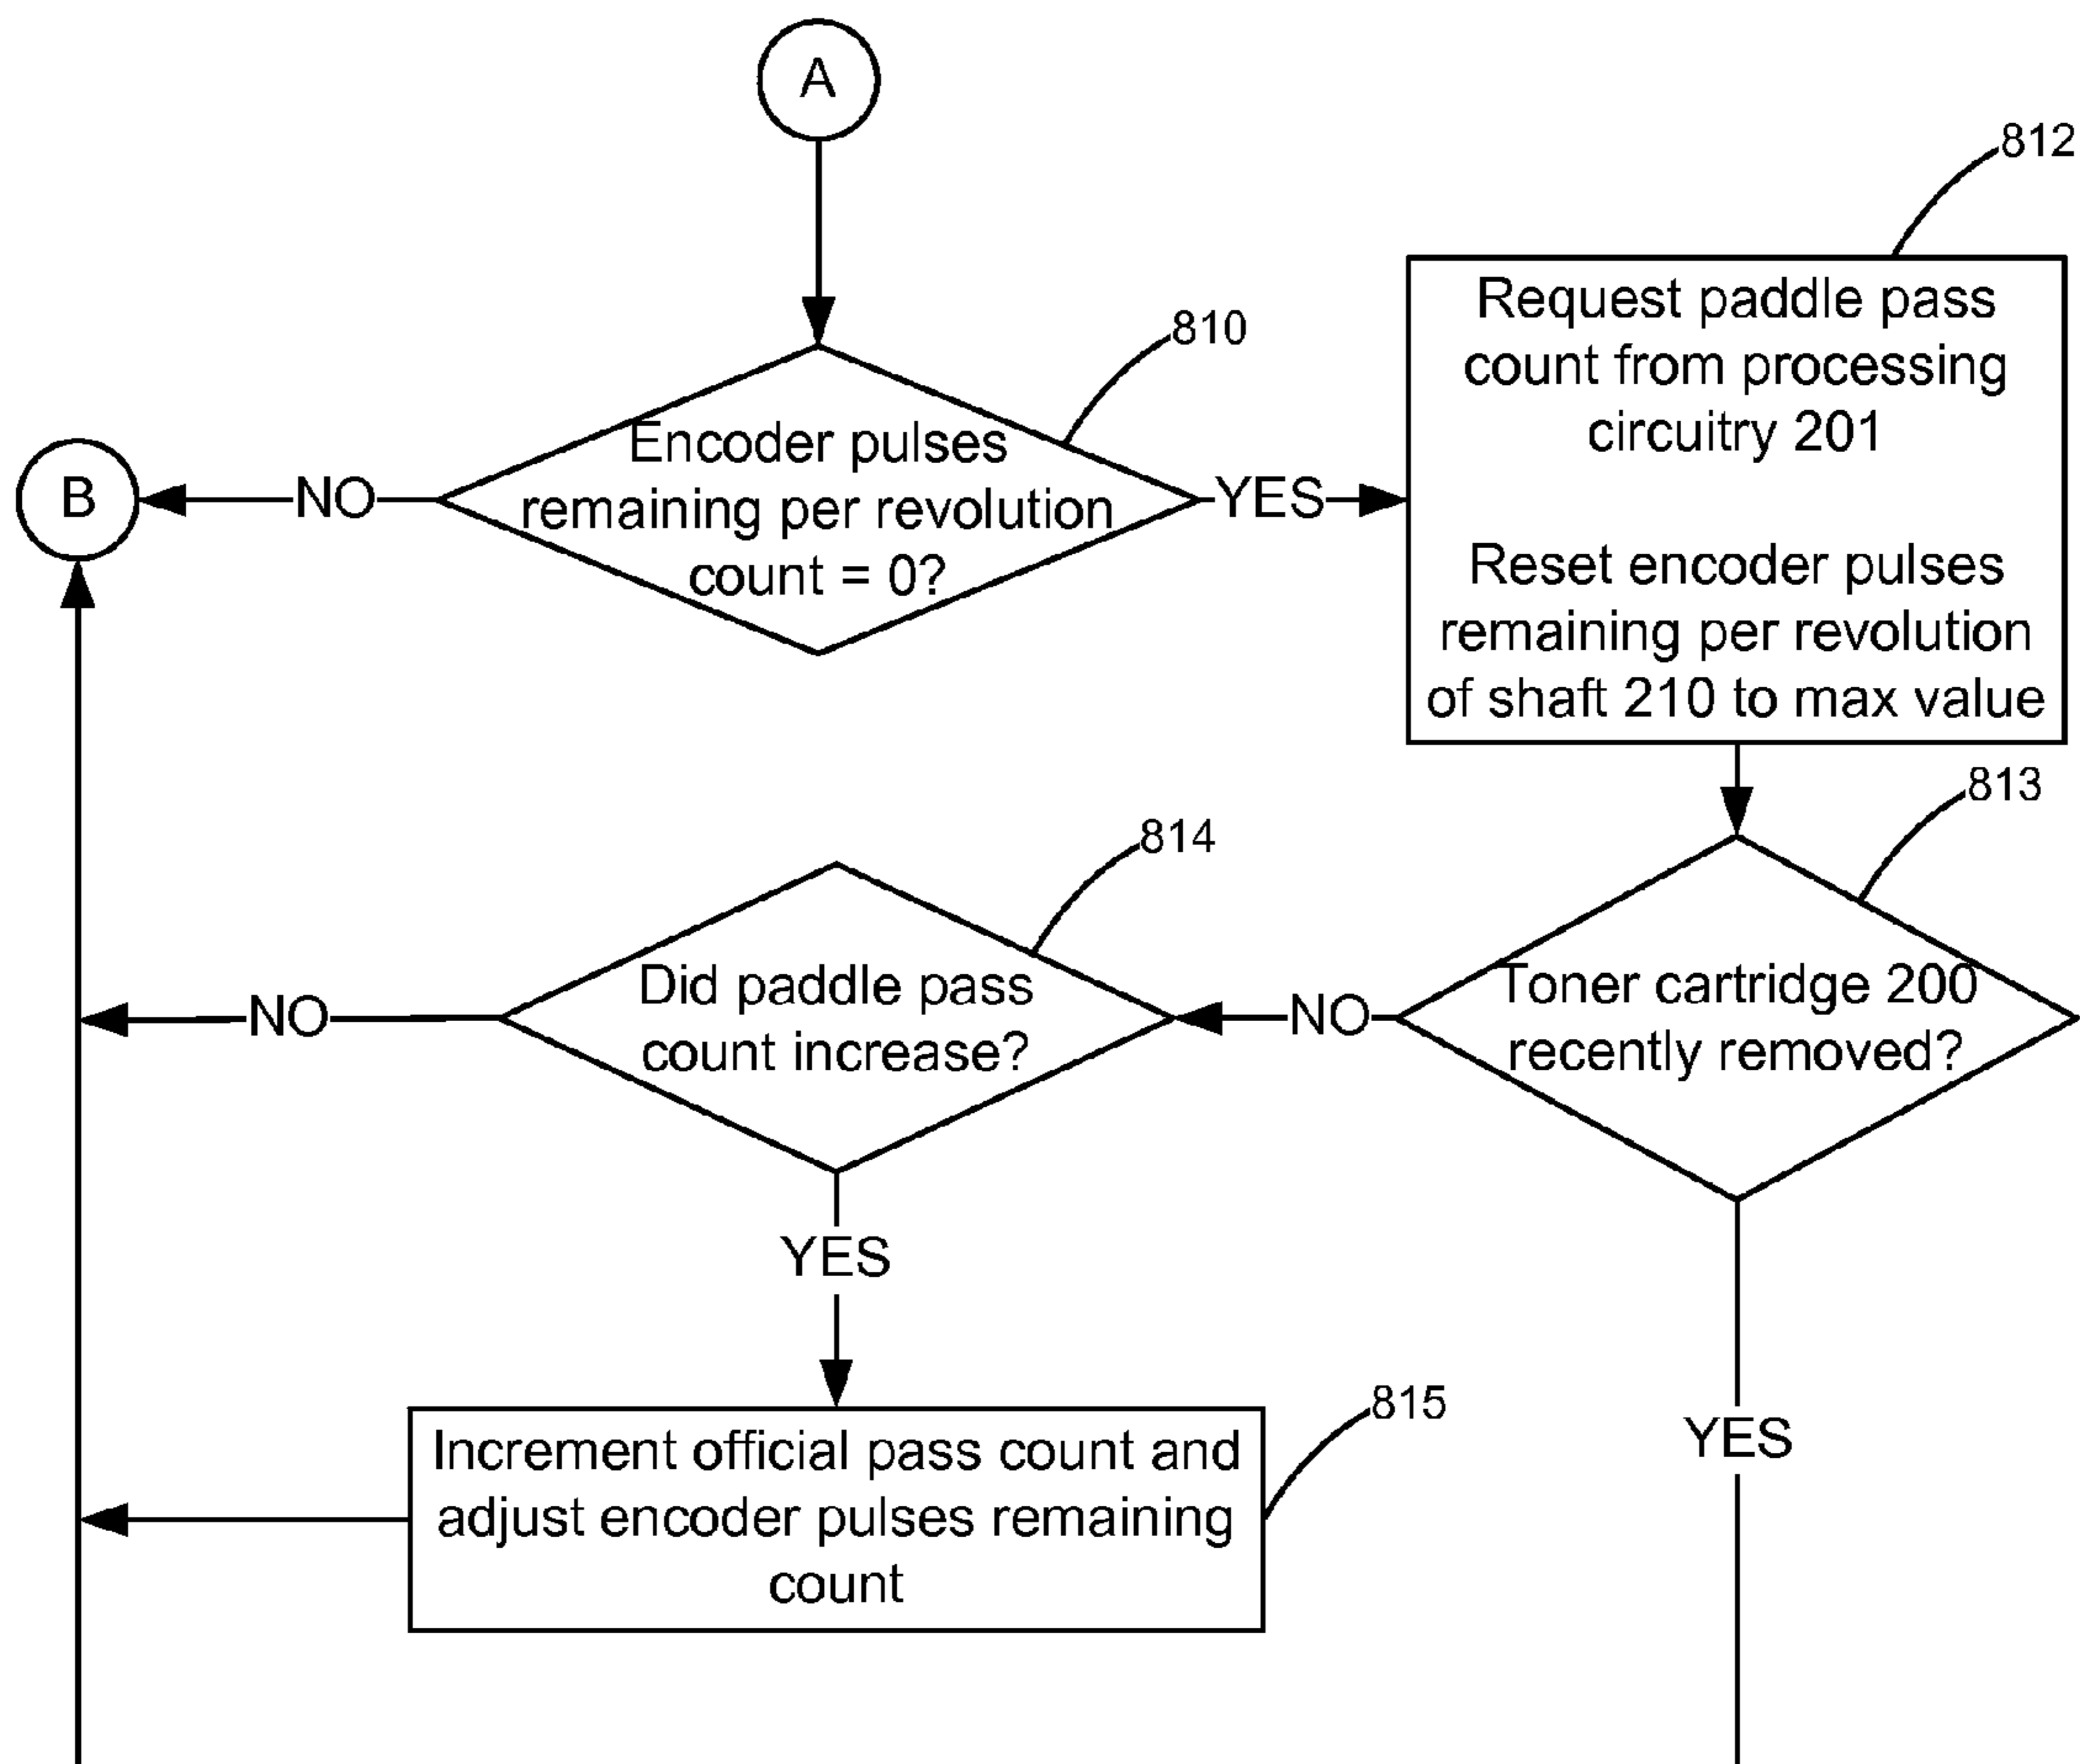 A
812
810
Request paddle pass
count from processing
circuitry 201
Reset encoder pulses
remaining per revolution
of shaft 210 to max value
Encoder pulses
remaining per revolution
count = 0?
B
NO
YES
813
814
Toner cartridge 200
recently removed?
NO
Did paddle pass
count increase?
NO
YES
YES
815
Increment official pass count and
adjust encoder pulses remaining
count